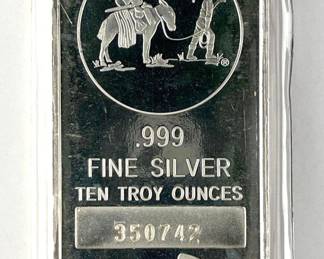 ®
.999
FINE SILVER
TEN TROY OUNCES
350742